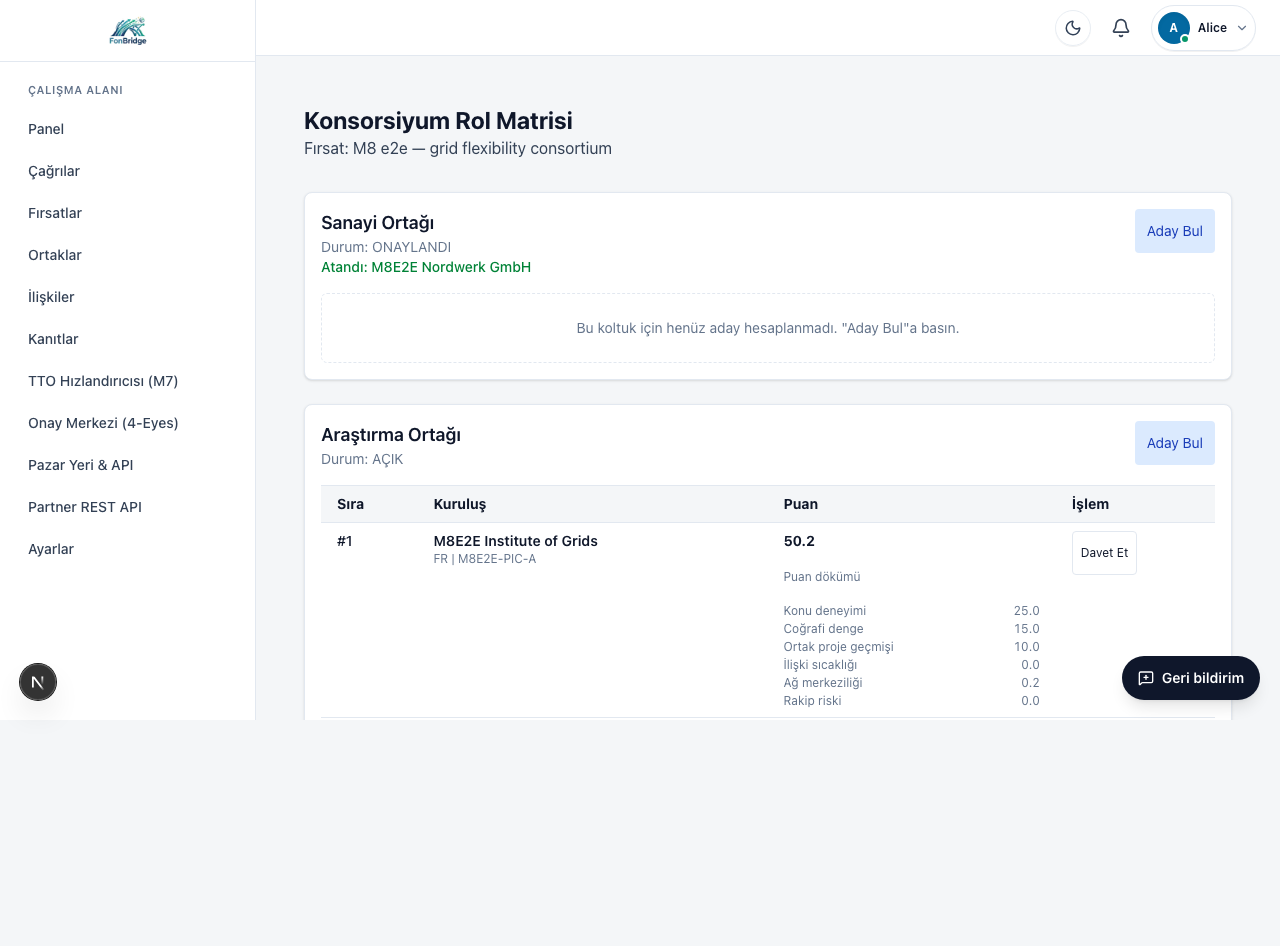 FonBridge
A
Alice
ÇALIŞMA ALANI
Panel
Çağrılar
Fırsatlar
Ortaklar
İlişkiler
Kanıtlar
TTO Hızlandırıcısı (M7)
Onay Merkezi (4-Eyes)
Pazar Yeri & API
Partner REST API
Ayarlar
N
Konsorsiyum Rol Matrisi
Fırsat: M8 e2e — grid flexibility consortium
Sanayi Ortağı
Aday Bul
Durum: ONAYLANDI
Atandı: M8E2E Nordwerk GmbH
Bu koltuk için henüz aday hesaplanmadı. "Aday Bul"a basın.
Araştırma Ortağı
Aday Bul
Durum: AÇIK
Sıra Kuruluş Puan İşlem
#1 M8E2E Institute of Grids 50.2 Davet Et
FR | M8E2E-PIC-A
Puan dökümü
Konu deneyimi 25.0
Coğrafi denge 15.0
Ortak proje geçmişi 10.0
İlişki sıcaklığı 0.0
Ağ merkeziliği 0.2
Rakip riski 0.0
Geri bildirim